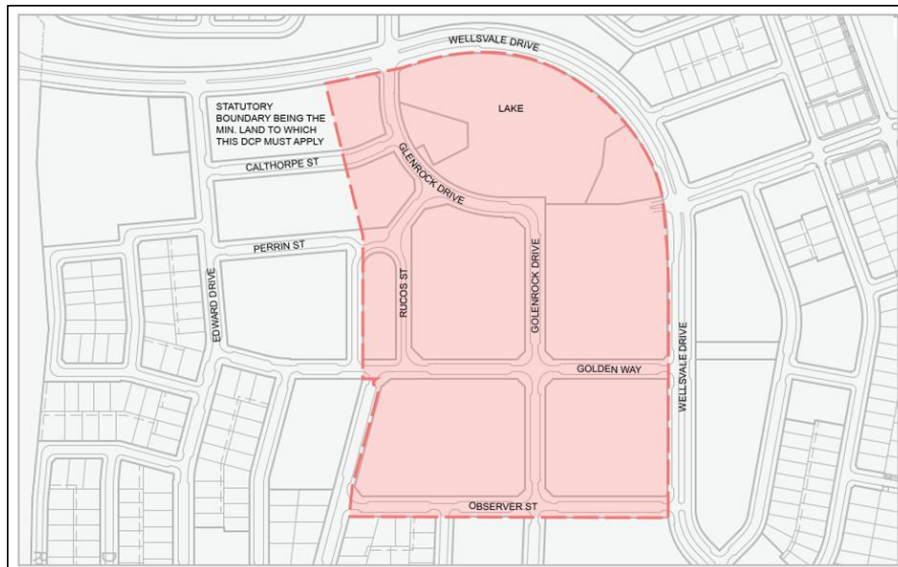 WELLSVALE DRIVE
LAKE
STATUTORY
BOUNDARY BEING THE
MIN. LAND TO WHICH
THIS DCP MUST APPLY
CALTHORPE ST
GLENROCK DRIVE
PERRIN ST
EDWARD DRIVE
RUCOS ST
GOLENROCK DRIVE
WELLSVALE DRIVE
GOLDEN WAY
OBSERVER ST